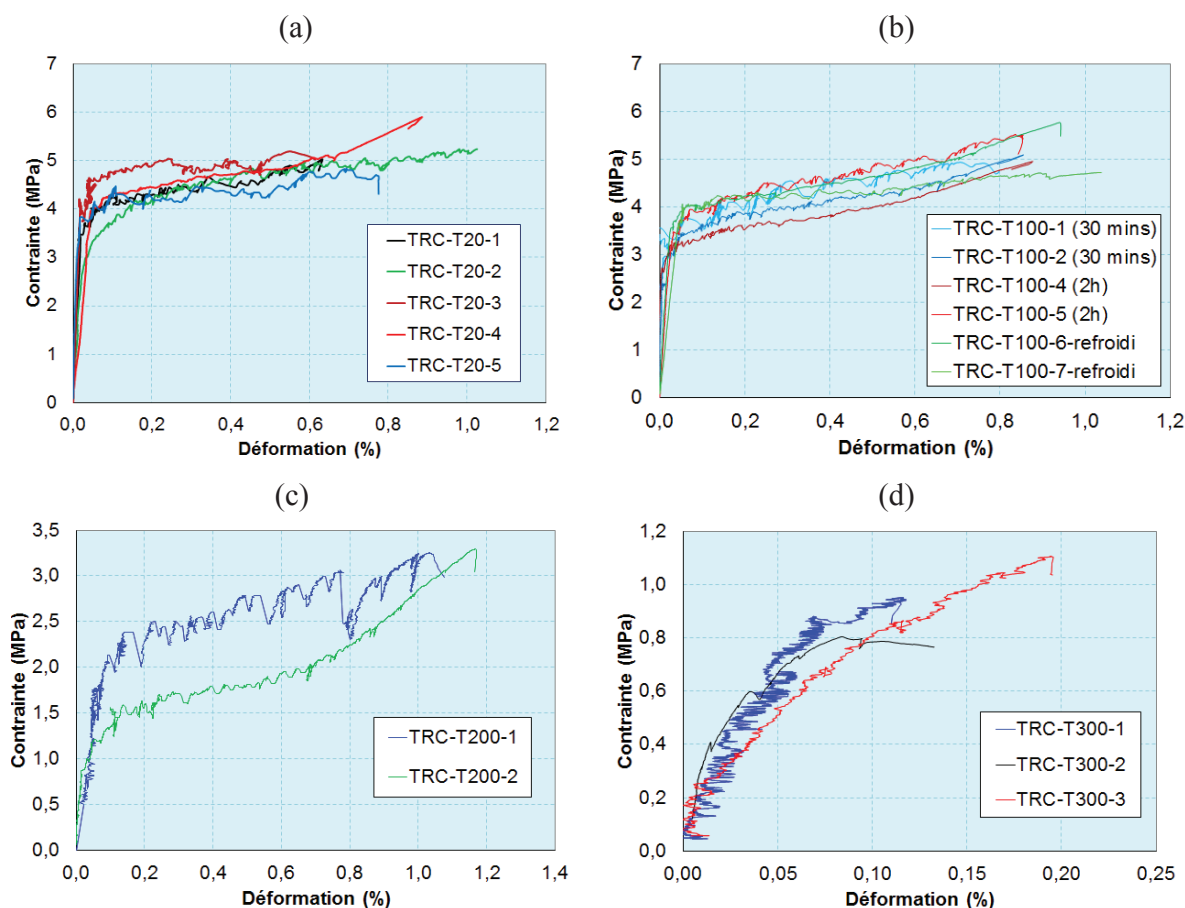 (a)
7
6
5
4
3
2
1
0
Contrainte (MPa)
0,0 0,2 0,4 0,6 0,8 1,0 1,2
Déformation (%)
TRC-T20-1
TRC-T20-2
TRC-T20-3
TRC-T20-4
TRC-T20-5
(b)
7
6
5
4
3
2
1
0
Contrainte (MPa)
0,0 0,2 0,4 0,6 0,8 1,0 1,2
Déformation (%)
TRC-T100-1 (30 mins)
TRC-T100-2 (30 mins)
TRC-T100-4 (2h)
TRC-T100-5 (2h)
TRC-T100-6-refroidi
TRC-T100-7-refroidi
(c)
3,5
3,0
2,5
2,0
1,5
1,0
0,5
0,0
Contrainte (MPa)
0,0 0,2 0,4 0,6 0,8 1,0 1,2 1,4
Déformation (%)
TRC-T200-1
TRC-T200-2
(d)
1,2
1,0
0,8
0,6
0,4
0,2
0,0
Contrainte (MPa)
0,00 0,05 0,10 0,15 0,20 0,25
Déformation (%)
TRC-T300-1
TRC-T300-2
TRC-T300-3